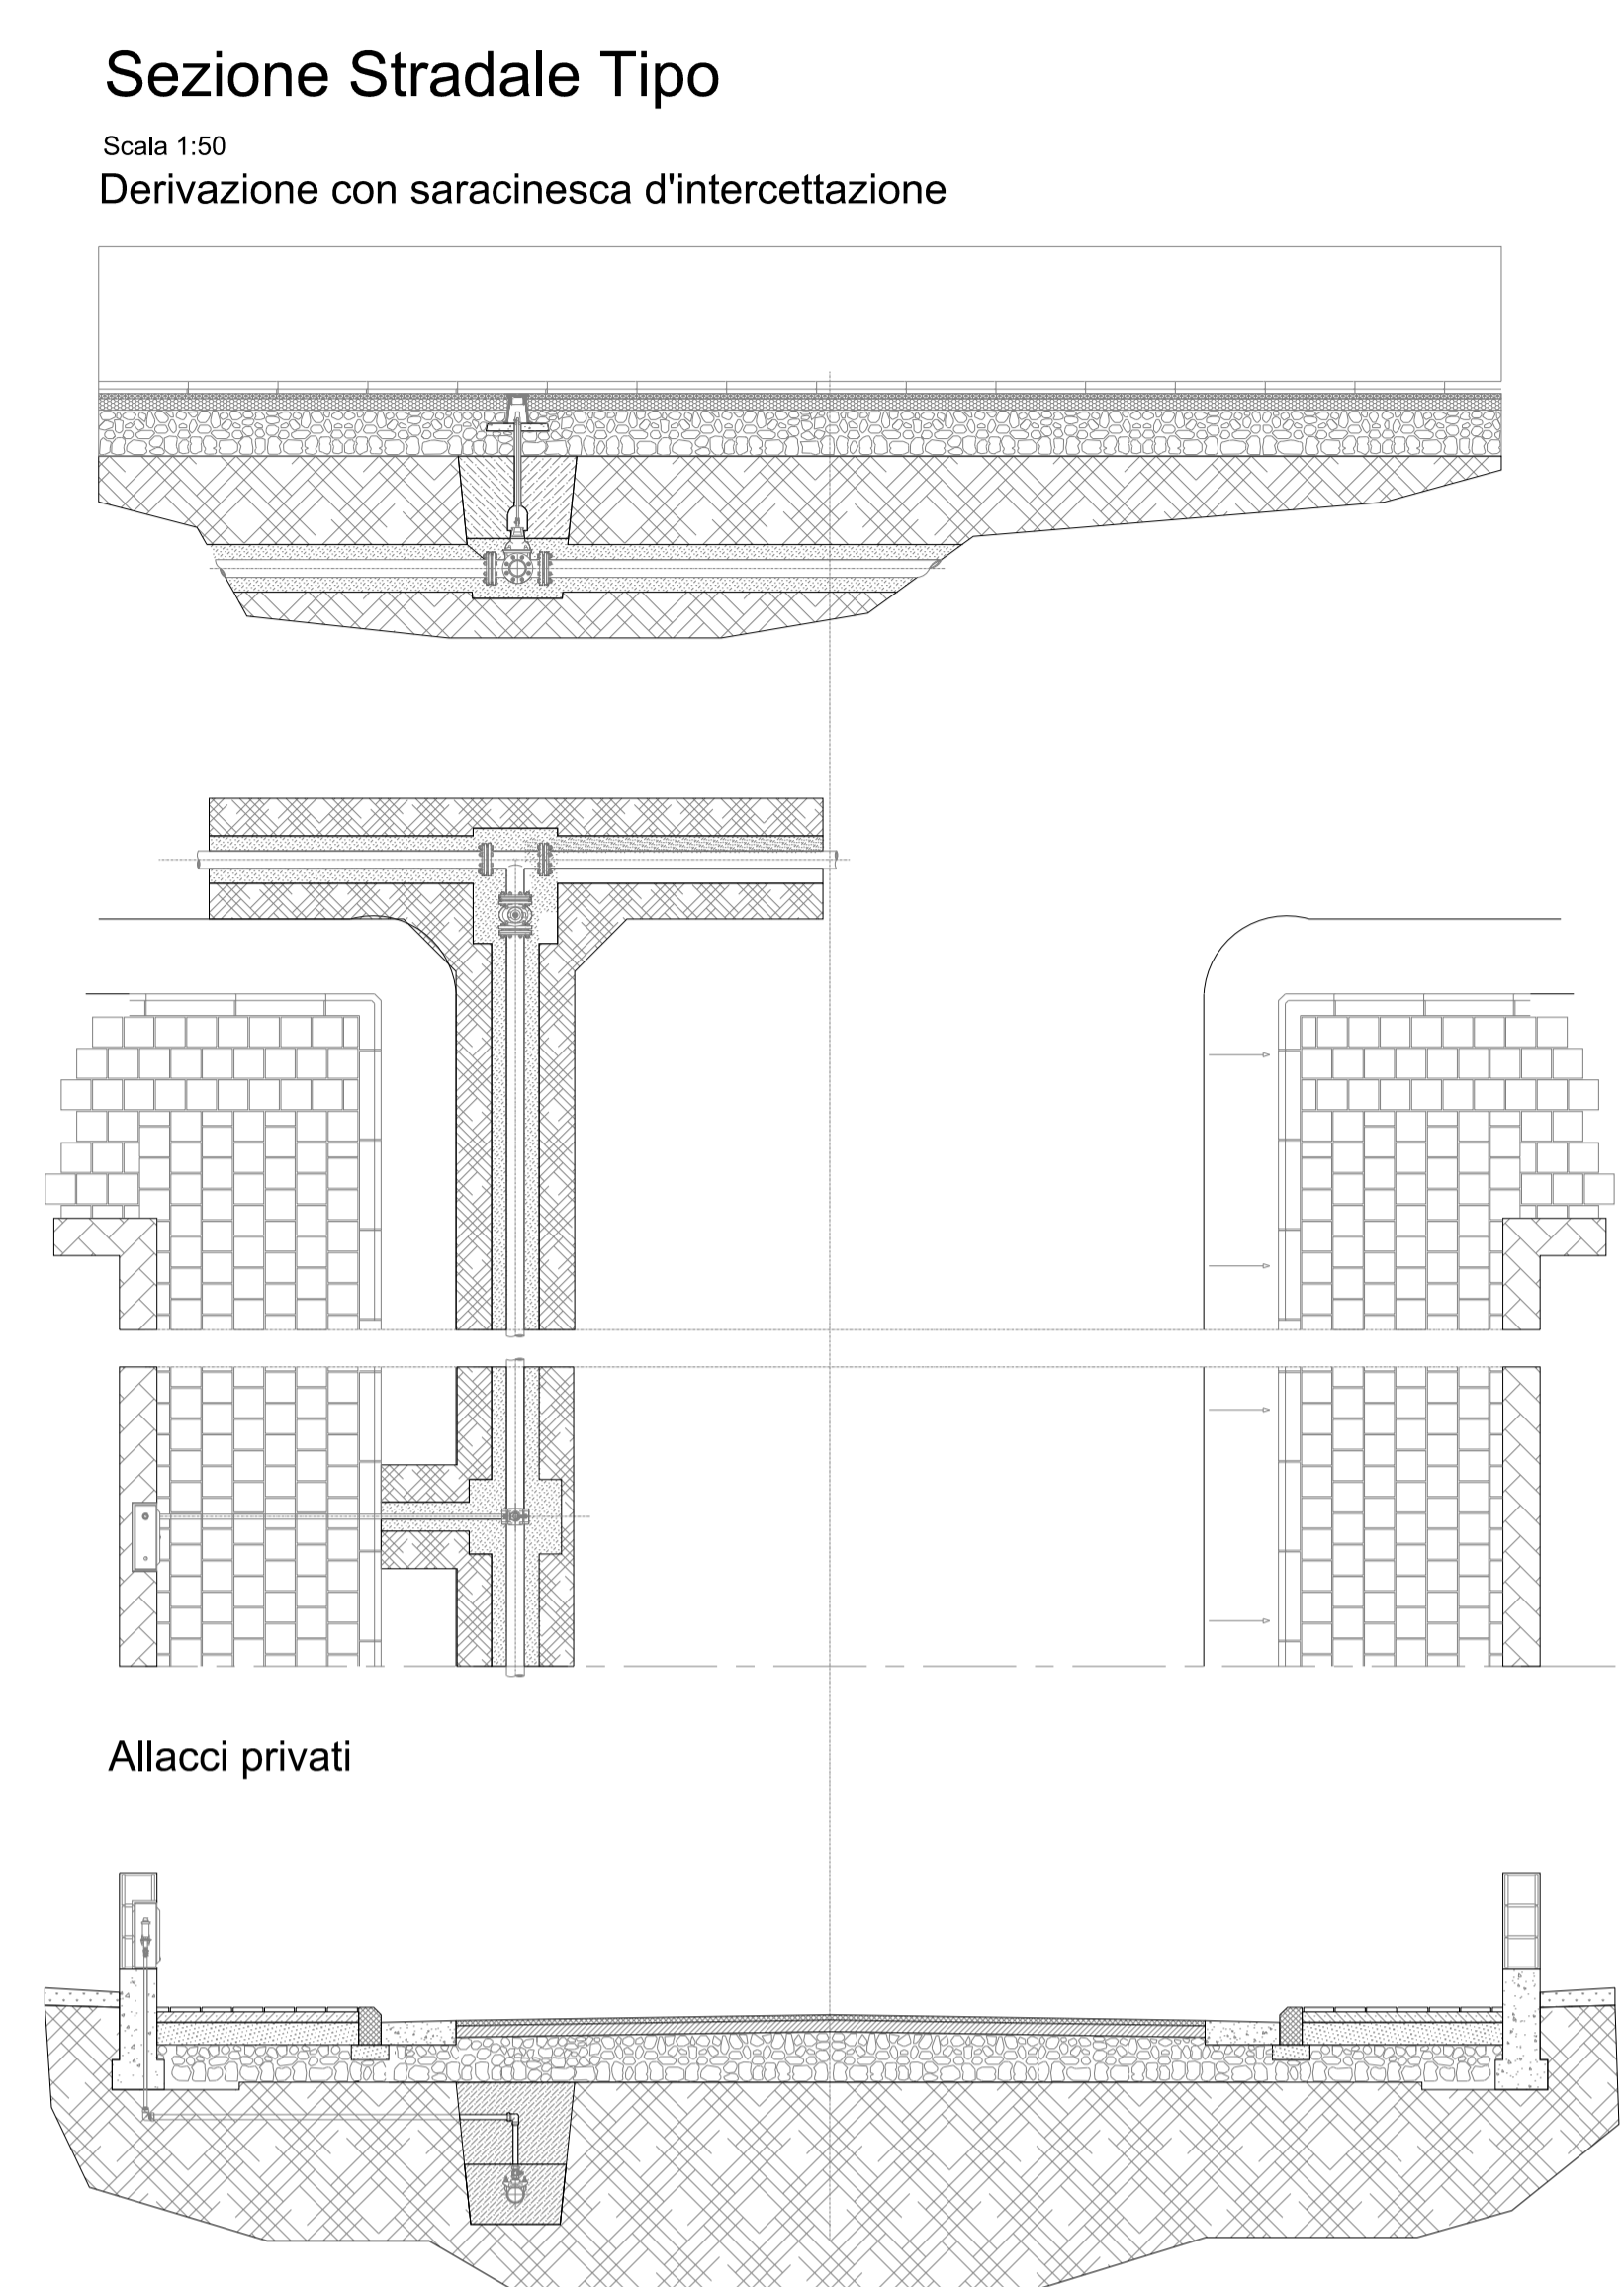 Sezione Stradale Tipo
Scala 1:50
Derivazione con saracinesca d'intercettazione
Allacci privati